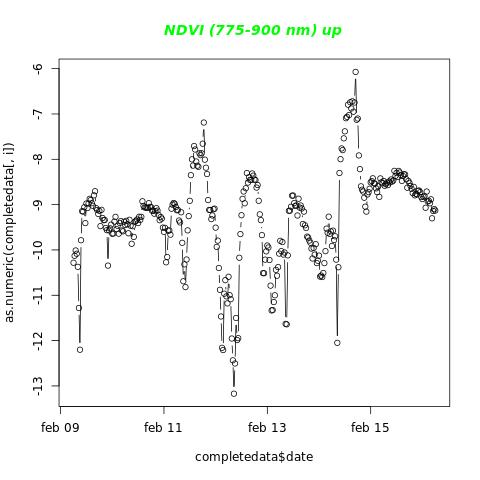 NDVI (775-900 nm) up
as.numeric(completedata[, i])
-6
-7
-8
-9
-10
-11
-12
-13
feb 09
feb 11
feb 13
feb 15
completedata$date